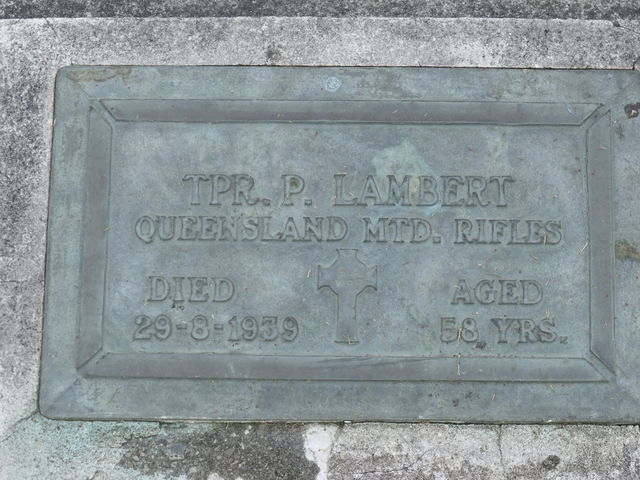 TPR. P. LAMBERT
QUEENSLAND MTD. RIFLES
DIED AGED
29-8-1939 58 YRS.